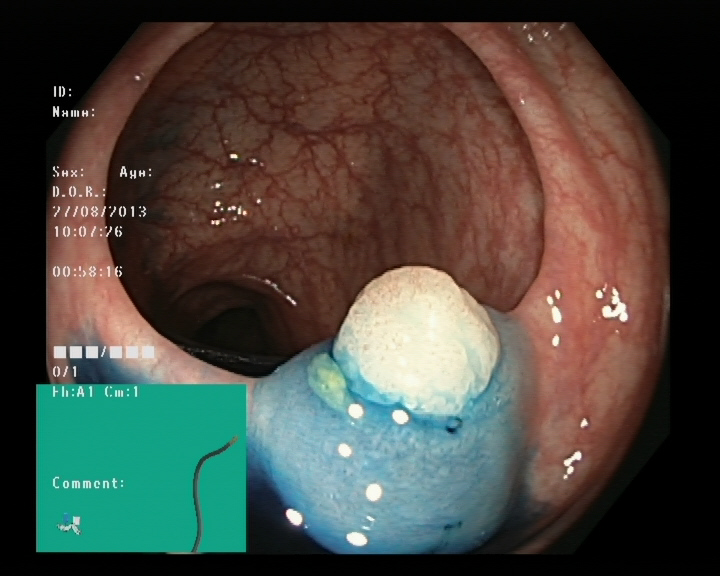 ID:
Name:
Sex: Age:
D.O.R.:
27/08/2013
10:07:26
00:58:16
■■■/■■■
0/1
Eh:A1 Cm:1
Comment: